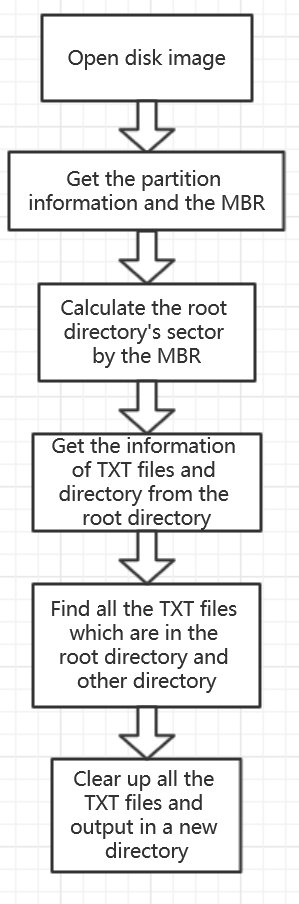 Open disk image
Get the partition
information and the MBR
Calculate the root
directory's sector
by the MBR
Get the information
of TXT files and
directory from the
root directory
Find all the TXT files
which are in the
root directory and
other directory
Clear up all the
TXT files and
output in a new
directory